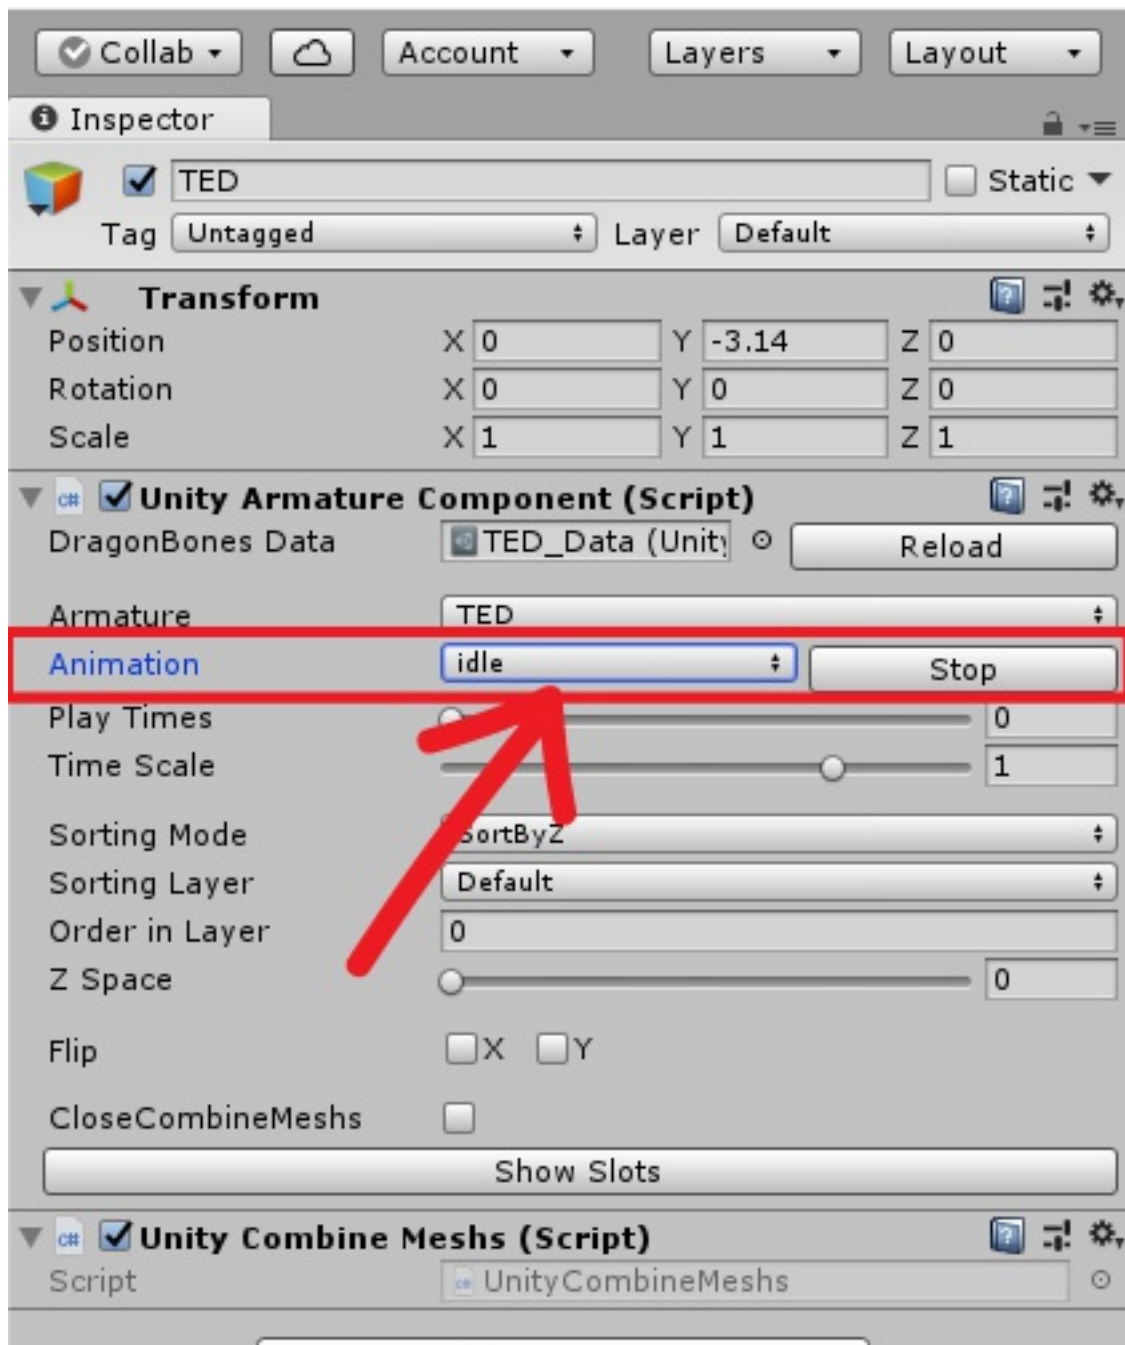 Collab Account Layers Layout
Inspector
TED Static
Tag Untagged Layer Default
Transform
Position X 0 Y -3.14 Z 0
Rotation X 0 Y 0 Z 0
Scale X 1 Y 1 Z 1
c# Unity Armature Component (Script)
DragonBones Data TED_Data (Unity Reload
Armature TED
Animation idle Stop
Play Times 0
Time Scale 1
Sorting Mode SortByZ
Sorting Layer Default
Order in Layer 0
Z Space 0
Flip X Y
CloseCombineMeshs
Show Slots
c# Unity Combine Meshs (Script)
Script UnityCombineMeshs